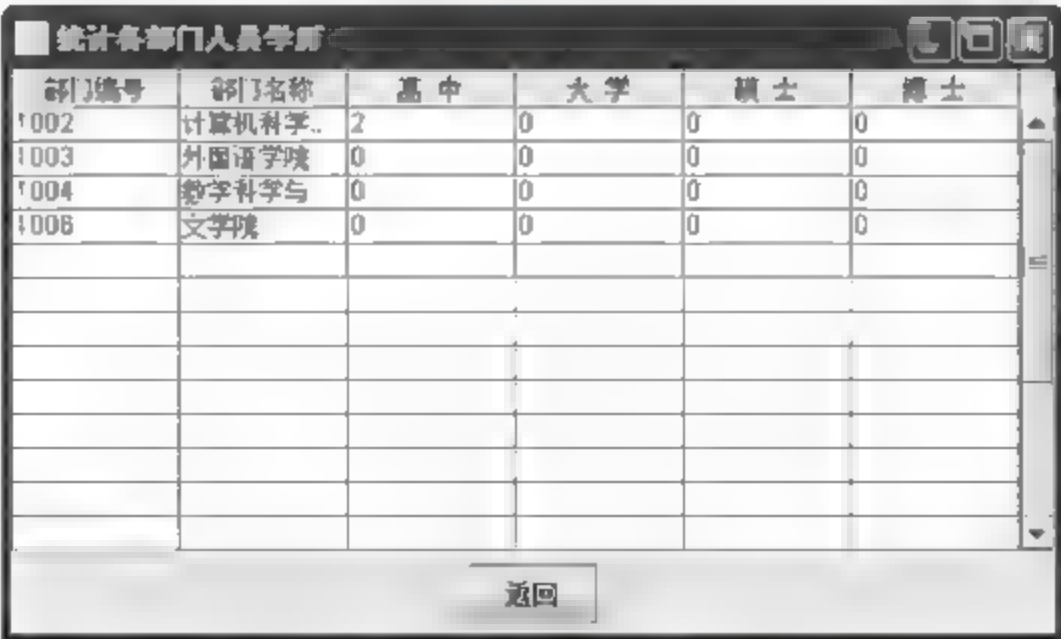 统计各部门人员学历
部门编号 部门名称 高中 大学 硕士 博士
1002 计算机科学.. 2 0 0 0
1003 外国语学院 0 0 0 0
1004 数学科学与 0 0 0 0
1006 文学院 0 0 0 0
返回